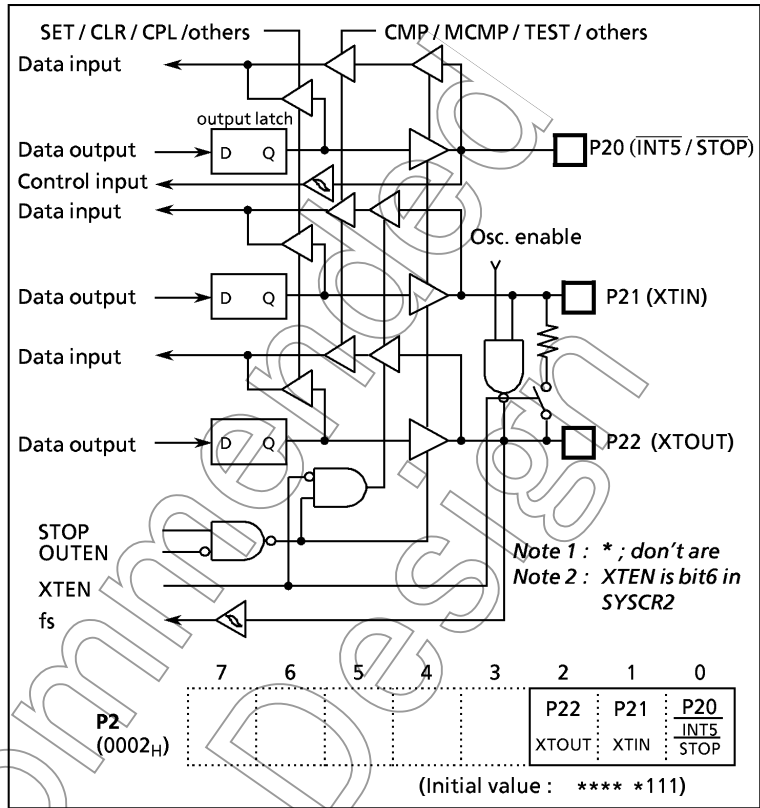 SET / CLR / CPL /others
CMP / MCMP / TEST / others
Data input
output latch
Data output
D Q
P20 (INT5 / STOP)
Control input
Data input
Osc. enable
Data output
D Q
P21 (XTIN)
Data input
Data output
D Q
P22 (XTOUT)
STOP
OUTEN
XTEN
fs
Note 1 : * ; don't are
Note 2 : XTEN is bit6 in
SYSCR2
7 6 5 4 3 2 1 0
P2
(0002H)
P22 P21 P20
XTOUT XTIN INT5
STOP
(Initial value : **** *111)
ommended
Design